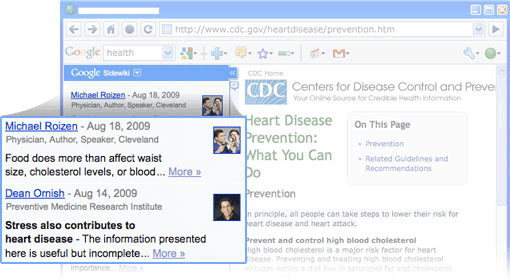 http://www.cdc.gov/heartdisease/prevention.htm
Google health
Google Sidewiki
Michael Roizen - Aug 18, 2009
Physician, Author, Speaker, Cleveland
Michael Roizen - Aug 18, 2009
Physician, Author, Speaker, Cleveland
Food does more than affect waist
size, cholesterol levels, or blood... More »
Dean Ornish - Aug 14, 2009
Preventive Medicine Research Institute
Stress also contributes to
heart disease - The information presented
here is useful but incomplete... More »
importance... More »
CDC Home
CDC
Centers for Disease Control and Preve
Your Online Source for Credible Health Information
Heart Disease
Prevention:
What You Can
Do
On This Page
Prevention
Related Guidelines and
Recommendations
Prevention
In principle, all people can take steps to lower their risk for
heart disease and heart attack.
Prevent and control high blood cholesterol
High blood cholesterol is a major risk factor for heart
disease. Preventing and treating high blood cholesterol
includes eating a diet low in saturated fat and cholesterol